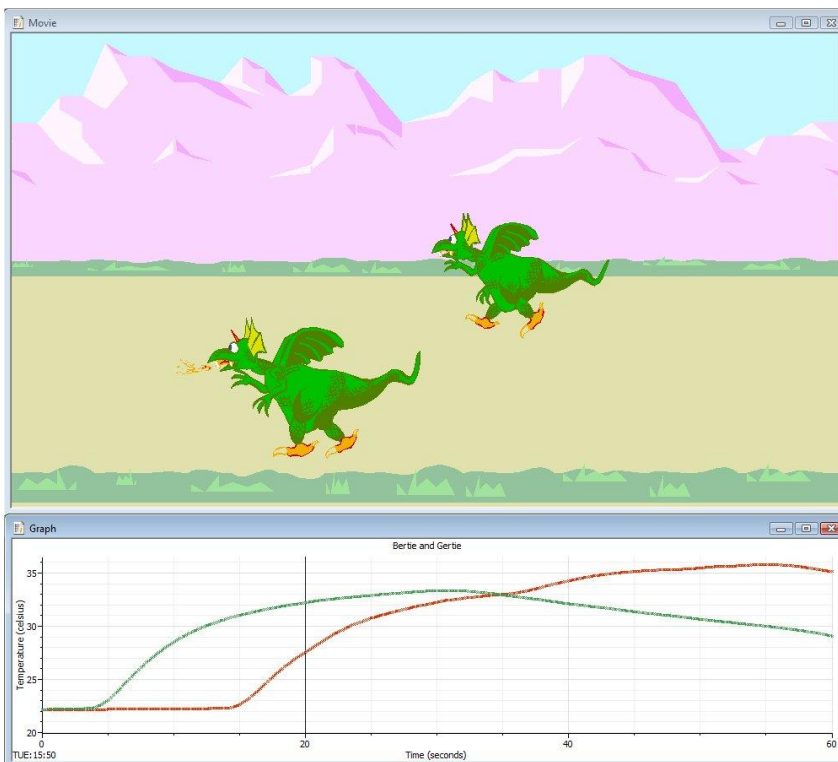 Movie
Graph
Bertie and Gertie
Temperature (celsius)
35
30
25
20
0
20
40
60
Time (seconds)
TUE:15:50